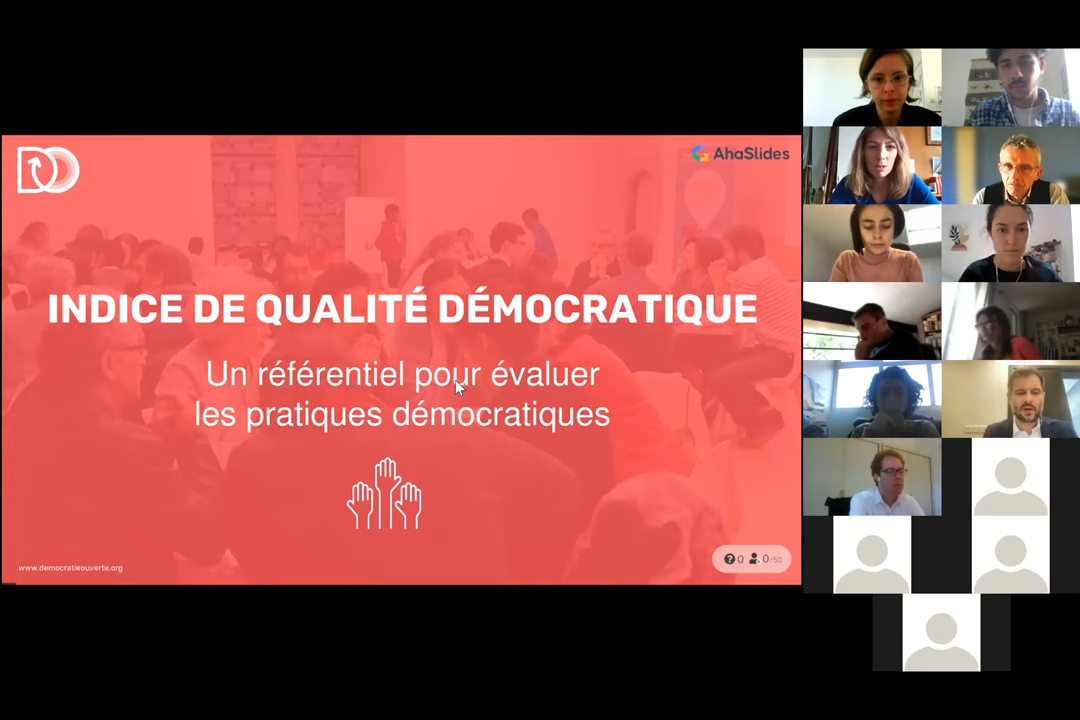 AhaSlides
INDICE DE QUALITÉ DÉMOCRATIQUE
Un référentiel pour évaluer
les pratiques démocratiques
www.democratieouverte.org
0 0/50